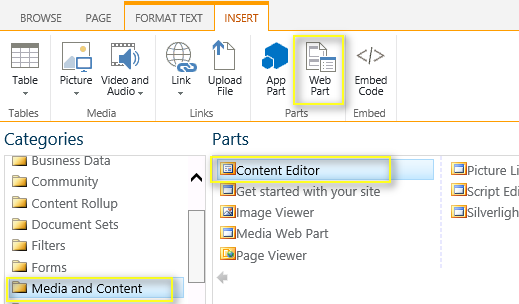 BROWSE PAGE FORMAT TEXT INSERT
Table Picture Video and Audio Link Upload File App Part Web Part Embed Code
Tables Media Links Parts Embed
Categories Parts
Business Data
Community
Content Rollup
Document Sets
Filters
Forms
Media and Content
Content Editor
Get started with your site
Image Viewer
Media Web Part
Page Viewer
Picture Li
Script Edi
Silverligh